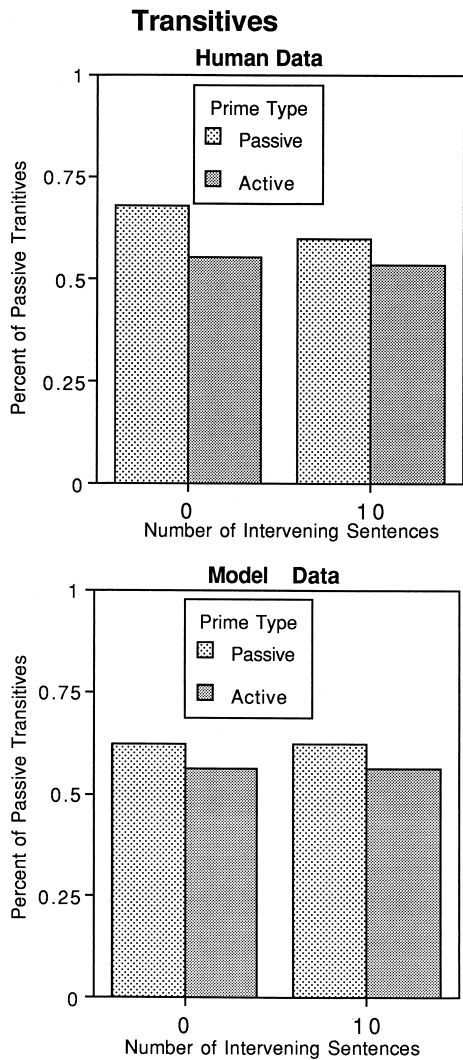 Transitives
Human Data
Prime Type
Passive
Active
1
0.75
0.5
0.25
0
Percent of Passive Tranitives
0
10
Number of Intervening Sentences
Model Data
Prime Type
Passive
Active
1
0.75
0.5
0.25
0
Percent of Passive Transitives
0
10
Number of Intervening Sentences